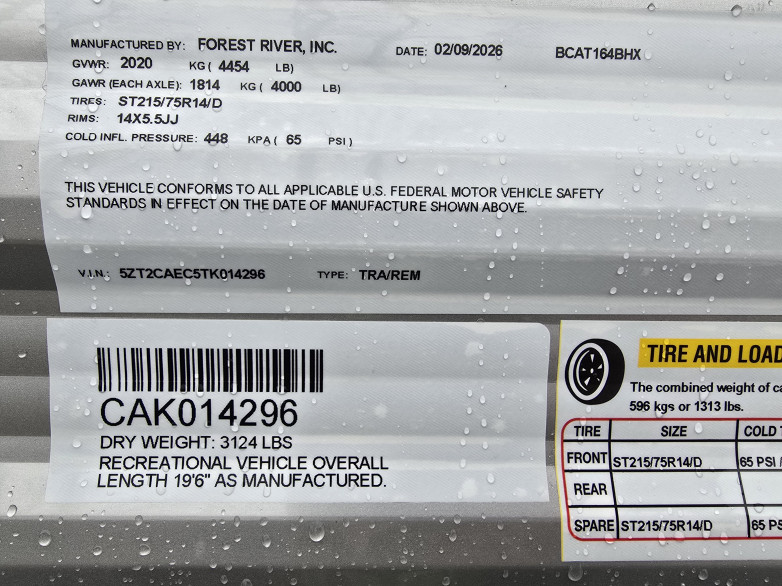 MANUFACTURED BY: FOREST RIVER, INC. DATE: 02/09/2026 BCAT164BHX
GVWR: 2020 KG ( 4454 LB)
GAWR (EACH AXLE): 1814 KG ( 4000 LB)
TIRES: ST215/75R14/D
RIMS: 14X5.5JJ
COLD INFL. PRESSURE: 448 KPA ( 65 PSI )
THIS VEHICLE CONFORMS TO ALL APPLICABLE U.S. FEDERAL MOTOR VEHICLE SAFETY
STANDARDS IN EFFECT ON THE DATE OF MANUFACTURE SHOWN ABOVE.
V.I.N.: 5ZT2CAEC5TK014296 TYPE: TRA/REM
CAK014296
DRY WEIGHT: 3124 LBS
RECREATIONAL VEHICLE OVERALL
LENGTH 19'6" AS MANUFACTURED.
TIRE AND LOAD
The combined weight of ca
596 kgs or 1313 lbs.
TIRE SIZE COLD
FRONT ST215/75R14/D 65 PSI
REAR
SPARE ST215/75R14/D 65 PS